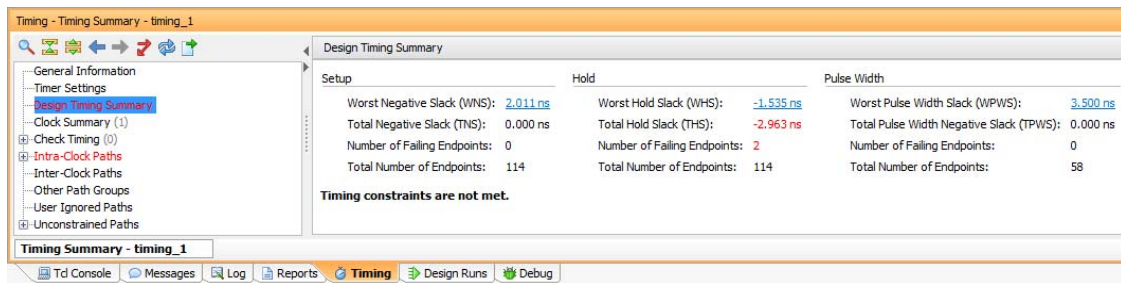 Timing - Timing Summary - timing_1
Design Timing Summary
General Information
Timer Settings
Design Timing Summary
Clock Summary (1)
Check Timing (0)
Intra-Clock Paths
Inter-Clock Paths
Other Path Groups
User Ignored Paths
Unconstrained Paths
Setup Hold Pulse Width
Worst Negative Slack (WNS): 2.011 ns Worst Hold Slack (WHS): -1.535 ns Worst Pulse Width Slack (WPWS): 3.500 ns
Total Negative Slack (TNS): 0.000 ns Total Hold Slack (THS): -2.963 ns Total Pulse Width Negative Slack (TPWS): 0.000 ns
Number of Failing Endpoints: 0 Number of Failing Endpoints: 2 Number of Failing Endpoints: 0
Total Number of Endpoints: 114 Total Number of Endpoints: 114 Total Number of Endpoints: 58
Timing constraints are not met.
Timing Summary - timing_1
Tcl Console Messages Log Reports Timing Design Runs Debug